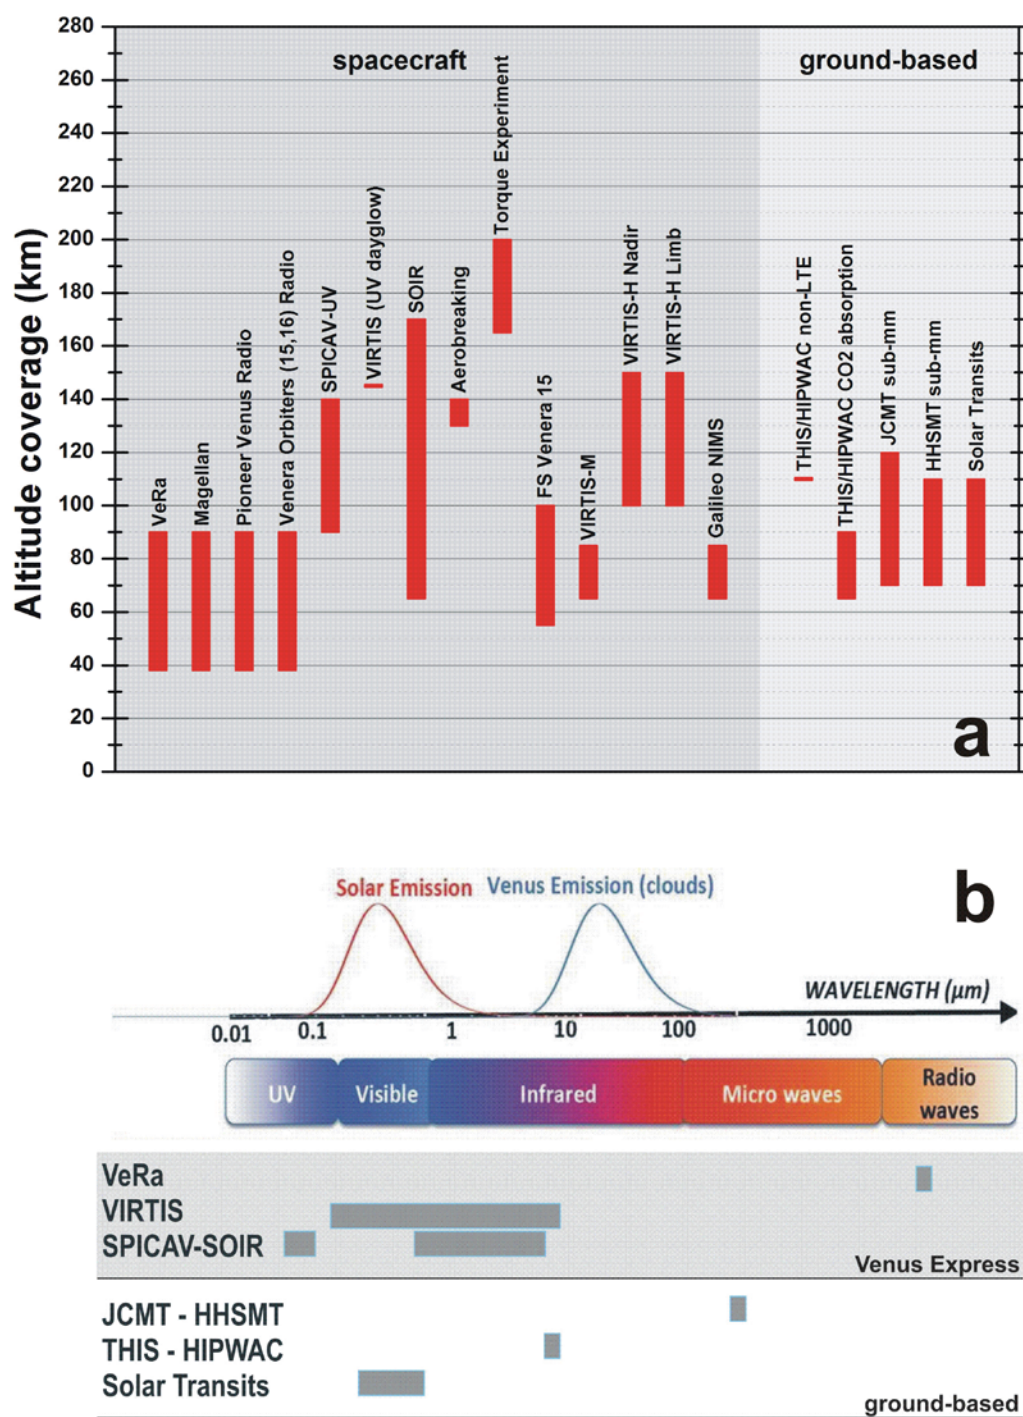 280
260
240
220
200
180
160
140
120
100
80
60
40
20
0
Altitude coverage (km)
spacecraft
ground-based
VeRa
Magellan
Pioneer Venus Radio
Venera Orbiters (15,16) Radio
SPICAV-UV
VIRTIS (UV dayglow)
SOIR
Aerobreaking
Torque Experiment
FS Venera 15
VIRTIS-M
VIRTIS-H Nadir
VIRTIS-H Limb
Galileo NIMS
THIS/HIPWAC non-LTE
THIS/HIPWAC CO2 absorption
JCMT sub-mm
HHSMT sub-mm
Solar Transits
a
b
Solar Emission Venus Emission (clouds)
WAVELENGTH (µm)
0.01 0.1 1 10 100 1000
UV Visible Infrared Micro waves Radio waves
VeRa
VIRTIS
SPICAV-SOIR
Venus Express
JCMT - HHSMT
THIS - HIPWAC
Solar Transits
ground-based